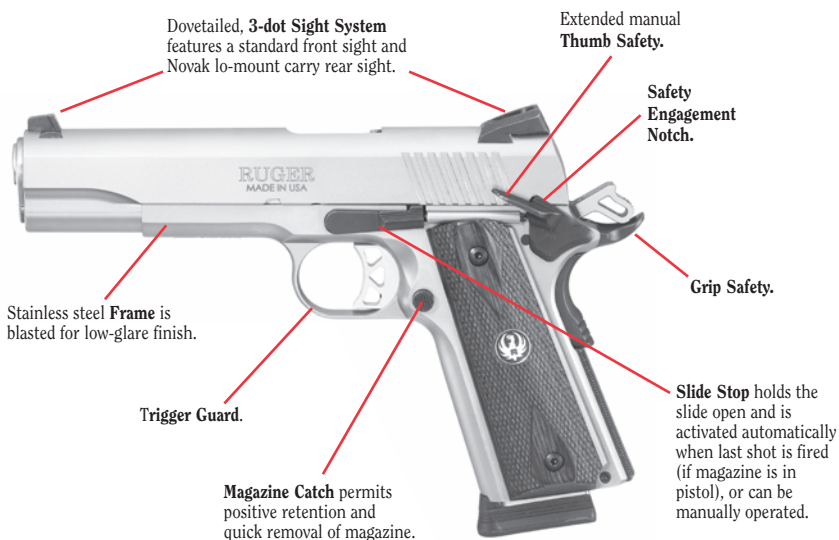 Dovetailed, 3-dot Sight System
features a standard front sight and
Novak lo-mount carry rear sight.
Extended manual
Thumb Safety.
Safety
Engagement
Notch.
RUGER
MADE IN USA
Grip Safety.
Stainless steel Frame is
blasted for low-glare finish.
Trigger Guard.
Slide Stop holds the
slide open and is
activated automatically
when last shot is fired
(if magazine is in
pistol), or can be
manually operated.
Magazine Catch permits
positive retention and
quick removal of magazine.